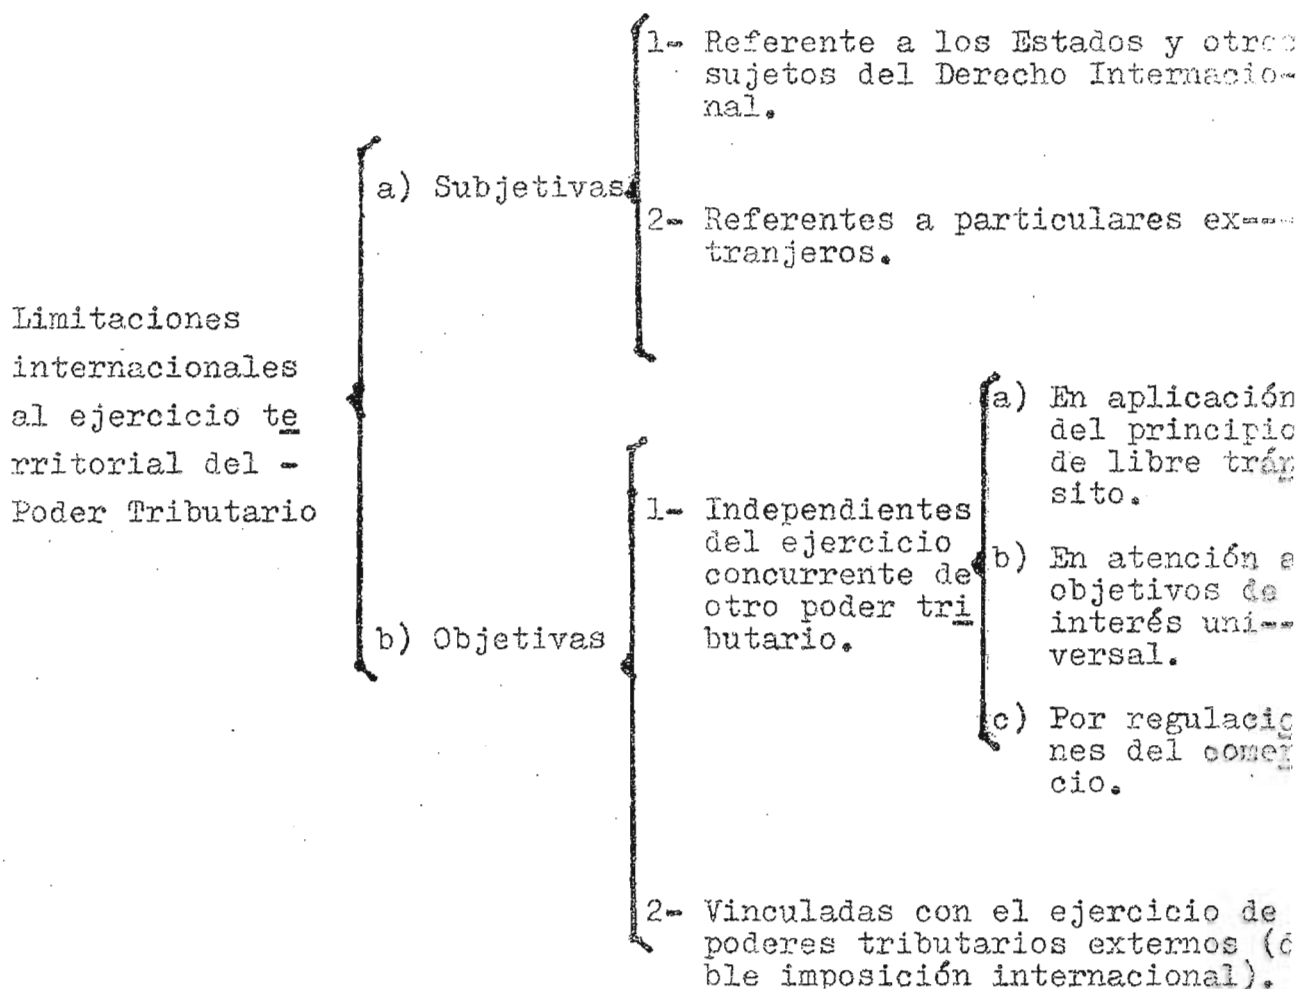 Limitaciones
internacionales
al ejercicio te
rritorial del -
Poder Tributario
a) Subjetivas
1- Referente a los Estados y otros
sujetos del Derecho Internacio-
nal.
2- Referentes a particulares ex---
tranjeros.
b) Objetivas
1- Independientes
del ejercicio
concurrente de
otro poder tri
butario.
a) En aplicación
del principio
de libre trán
sito.
b) En atención a
objetivos de
interés uni--
versal.
c) Por regulacio
nes del comer
cio.
2- Vinculadas con el ejercicio de
poderes tributarios externos (
ble imposición internacional).